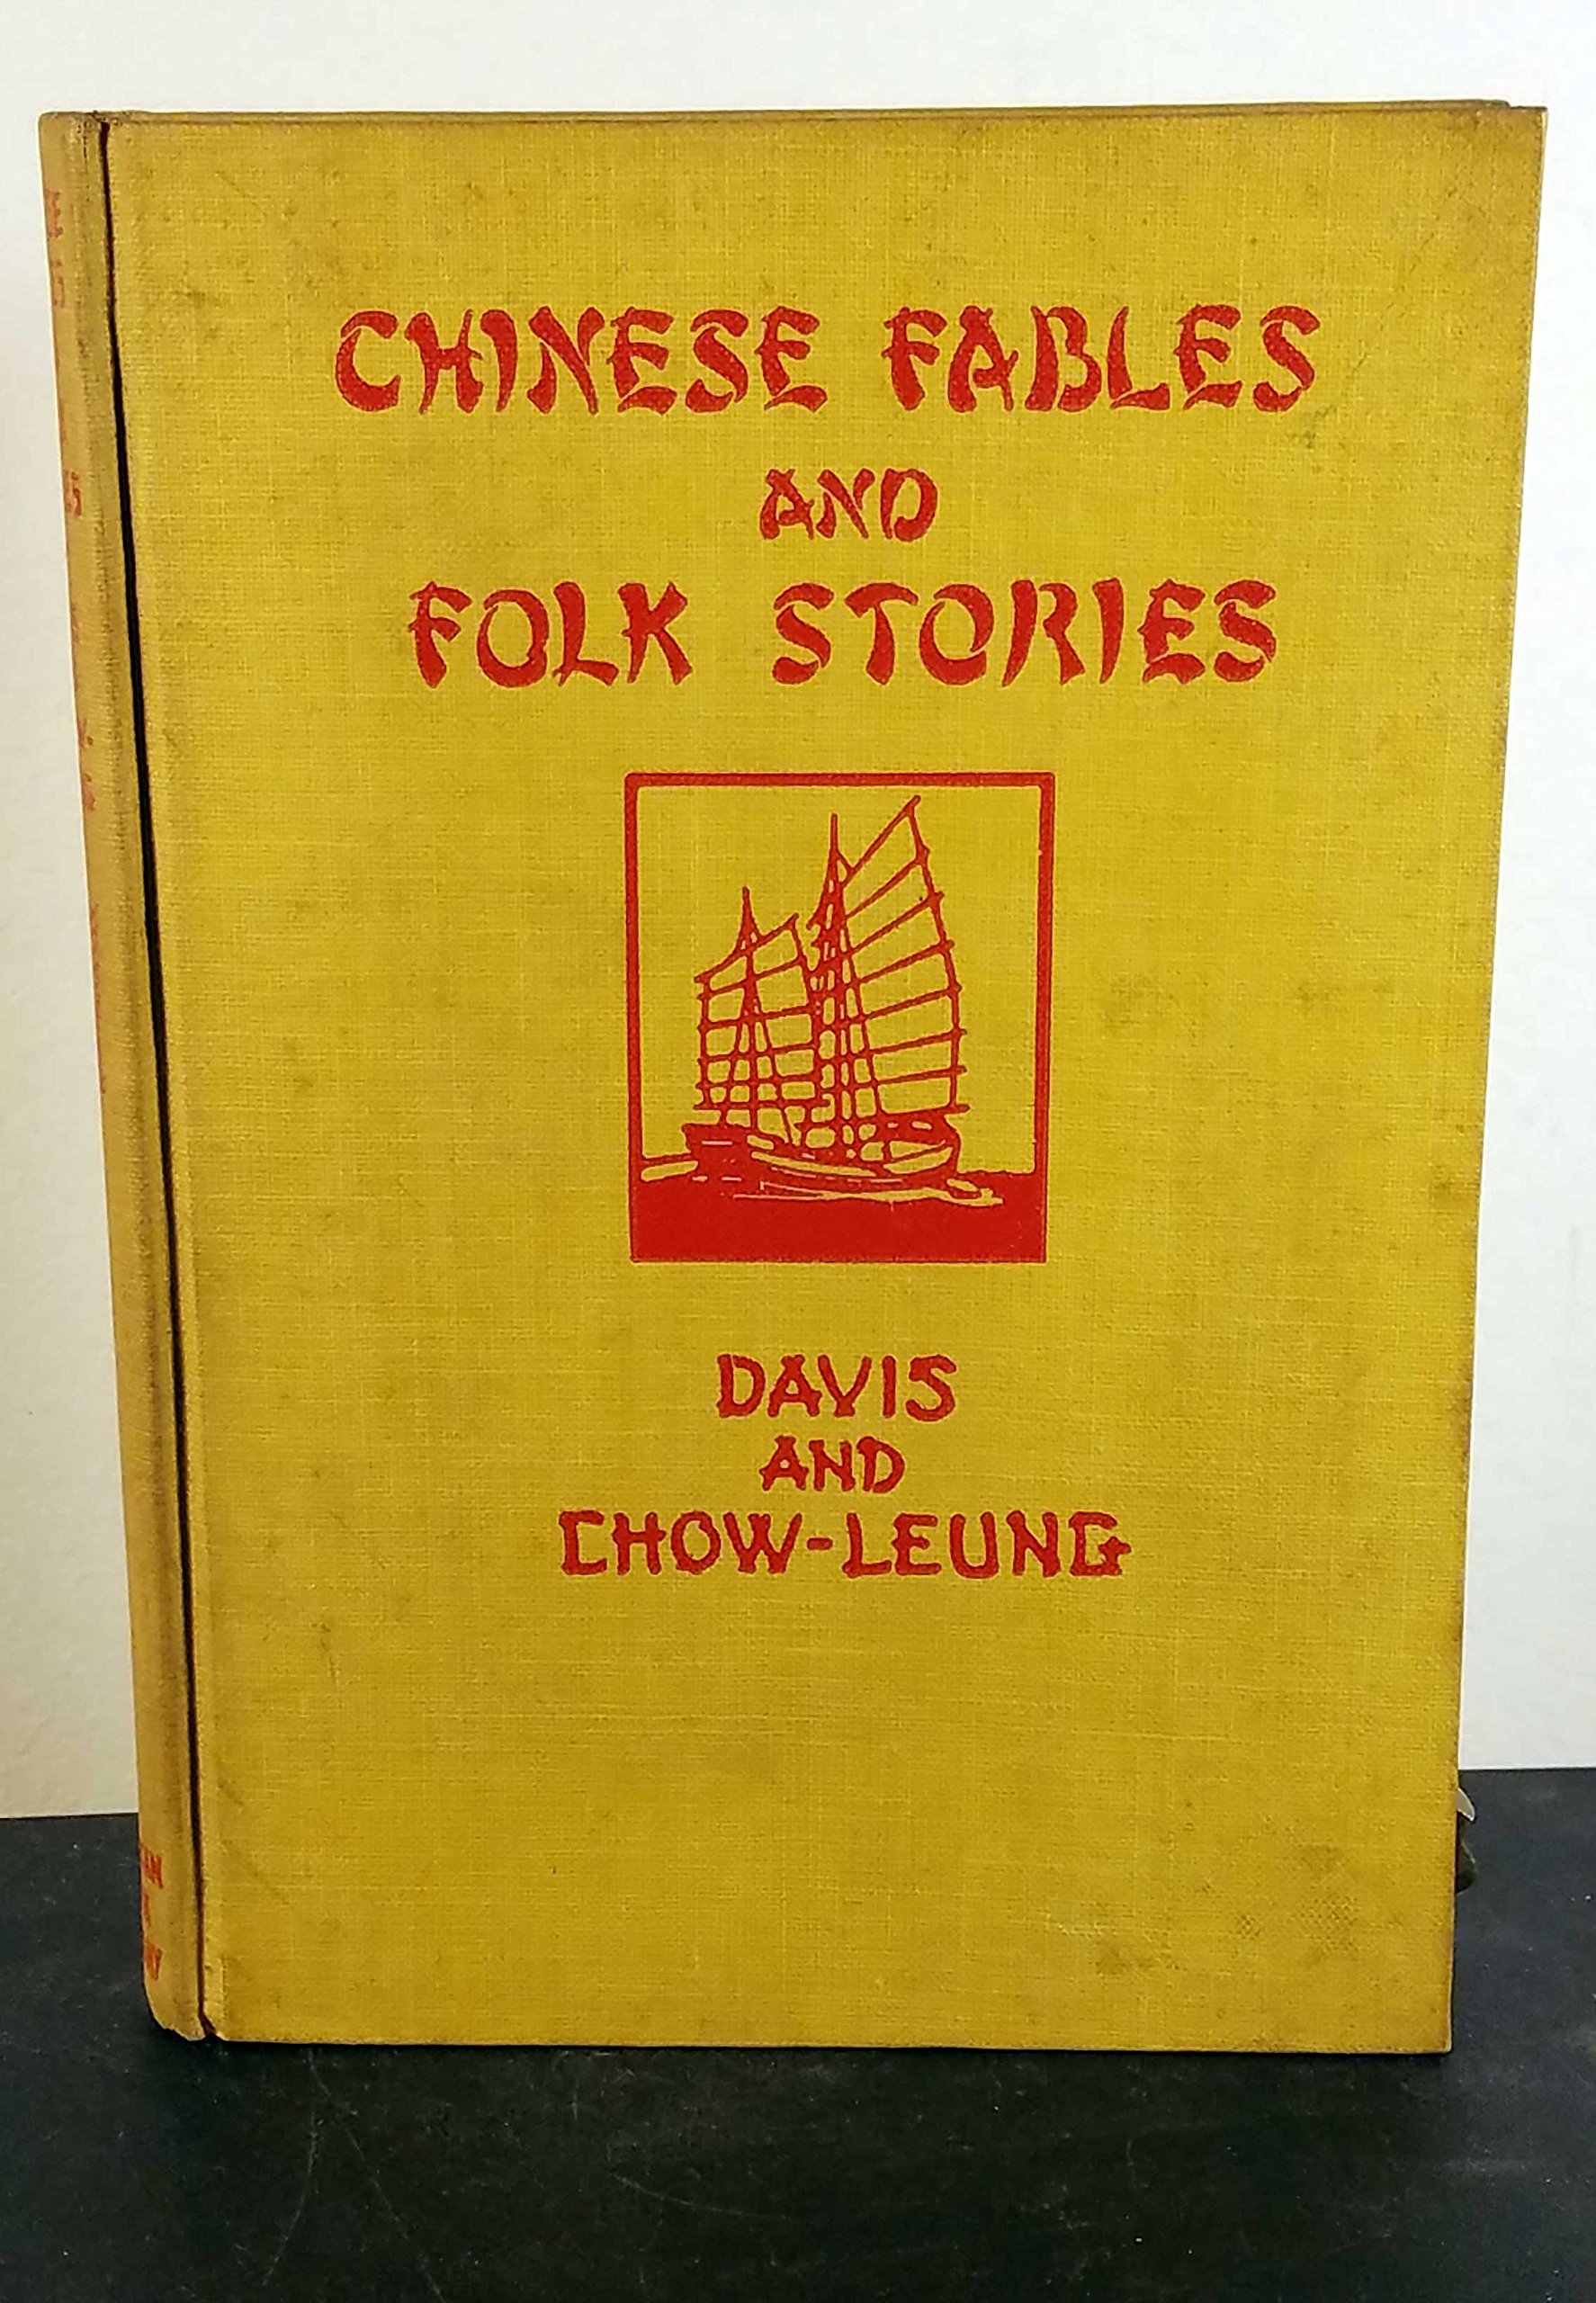 CHINESE FABLES
AND
FOLK STORIES
DAVIS
AND
CHOW-LEUNG